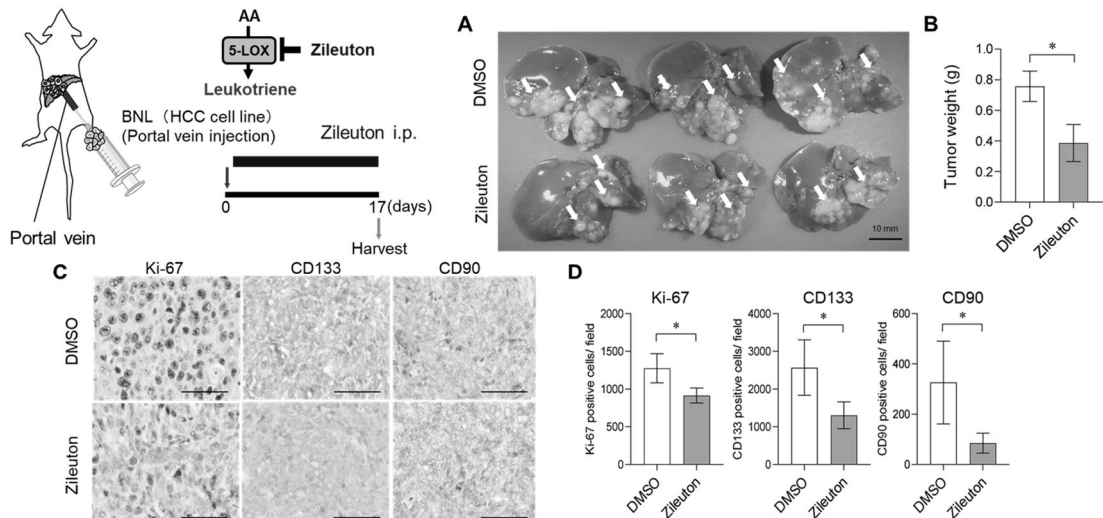 AA
5-LOX
Zileuton
Leukotriene
BNL (HCC cell line)
(Portal vein injection)
Zileuton i.p.
0
17(days)
Harvest
Portal vein
A
DMSO
Zileuton
10 mm
B
Tumor weight (g)
1.0
0.8
0.6
0.4
0.2
0.0
*
DMSO
Zileuton
C
Ki-67
CD133
CD90
DMSO
Zileuton
D
Ki-67
Ki-67 positive cells/ field
2000
1500
1000
500
0
*
DMSO
Zileuton
CD133
CD133 positive cells/ field
4000
3000
2000
1000
0
*
DMSO
Zileuton
CD90
CD90 positive cells/ field
600
400
200
0
*
DMSO
Zileuton